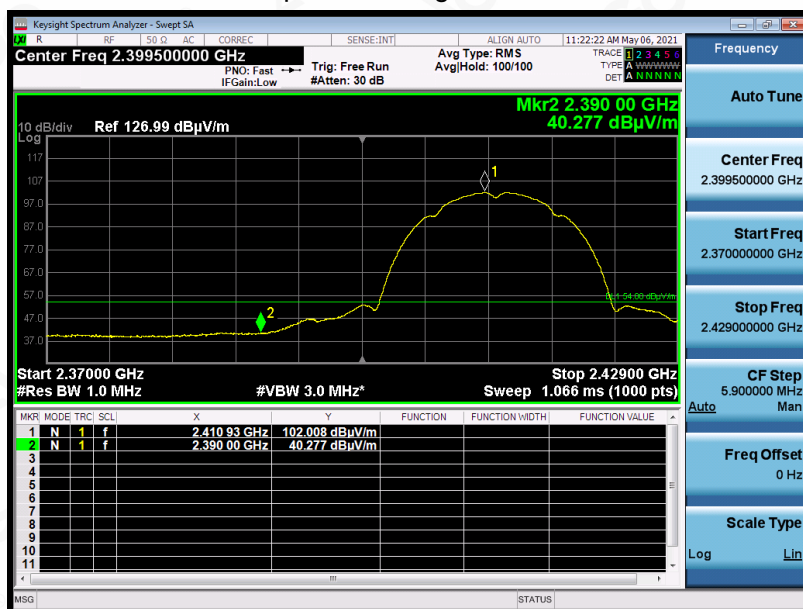 Keysight Spectrum Analyzer - Swept SA
LXI R RF 50 Ω AC CORREC SENSE:INT ALIGN AUTO 11:22:22 AM May 06, 2021
Center Freq 2.399500000 GHz
PNO: Fast
IFGain:Low
Trig: Free Run
#Atten: 30 dB
Avg Type: RMS
Avg|Hold: 100/100
TRACE 1 2 3 4 5 6
TYPE A W W W W W
DET A N N N N N
Mkr2 2.390 00 GHz
40.277 dBµV/m
10 dB/div Ref 126.99 dBµV/m
Log
117
107
97.0
87.0
77.0
67.0
57.0
47.0
37.0
1
2
DL1 54.00 dBµV/m
Start 2.37000 GHz Stop 2.42900 GHz
#Res BW 1.0 MHz #VBW 3.0 MHz* Sweep 1.066 ms (1000 pts)
MKR MODE TRC SCL X Y FUNCTION FUNCTION WIDTH FUNCTION VALUE
1 N 1 f 2.410 93 GHz 102.008 dBµV/m
2 N 1 f 2.390 00 GHz 40.277 dBµV/m
3
4
5
6
7
8
9
10
11
MSG STATUS
Frequency
Auto Tune
Center Freq
2.399500000 GHz
Start Freq
2.370000000 GHz
Stop Freq
2.429000000 GHz
CF Step
5.900000 MHz
Auto Man
Freq Offset
0 Hz
Scale Type
Log Lin